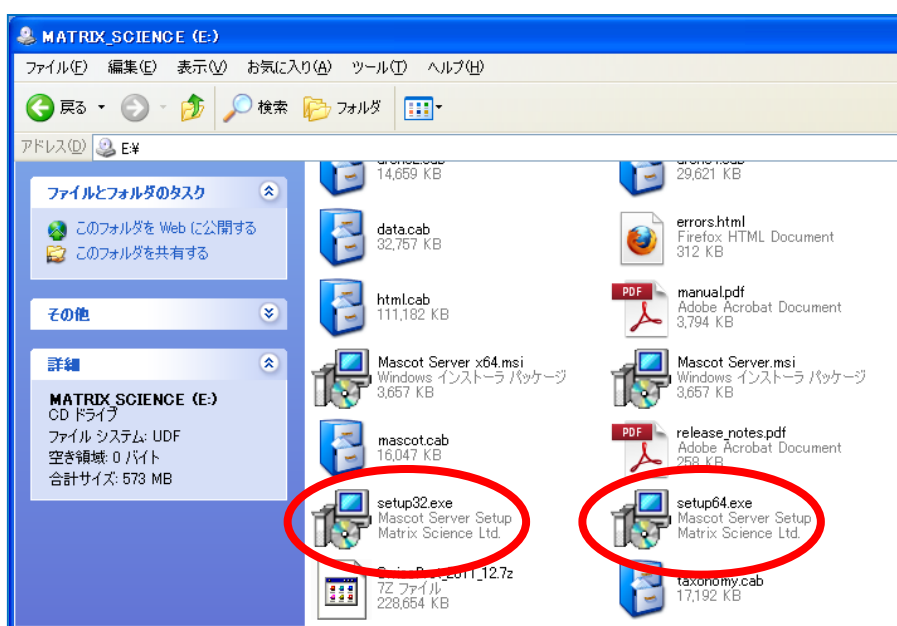 MATRIX_SCIENCE (E:)
ファイル(F) 編集(E) 表示(V) お気に入り(A) ツール(T) ヘルプ(H)
戻る 検索 フォルダ
アドレス(D) E:¥
14,659 KB
29,621 KB
ファイルとフォルダのタスク
このフォルダを Web に公開する
このフォルダを共有する
その他
詳細
MATRIX_SCIENCE (E:)
CD ドライブ
ファイル システム: UDF
空き領域: 0 バイト
合計サイズ: 573 MB
data.cab
32,757 KB
errors.html
Firefox HTML Document
312 KB
html.cab
111,182 KB
PDF
manual.pdf
Adobe Acrobat Document
3,794 KB
Mascot Server x64.msi
Windows インストーラ パッケージ
3,657 KB
Mascot Server.msi
Windows インストーラ パッケージ
3,657 KB
mascot.cab
16,047 KB
PDF
release_notes.pdf
Adobe Acrobat Document
258 KB
setup32.exe
Mascot Server Setup
Matrix Science Ltd.
setup64.exe
Mascot Server Setup
Matrix Science Ltd.
SwissProt_2011_12.7z
7Z ファイル
228,654 KB
taxonomy.cab
17,192 KB